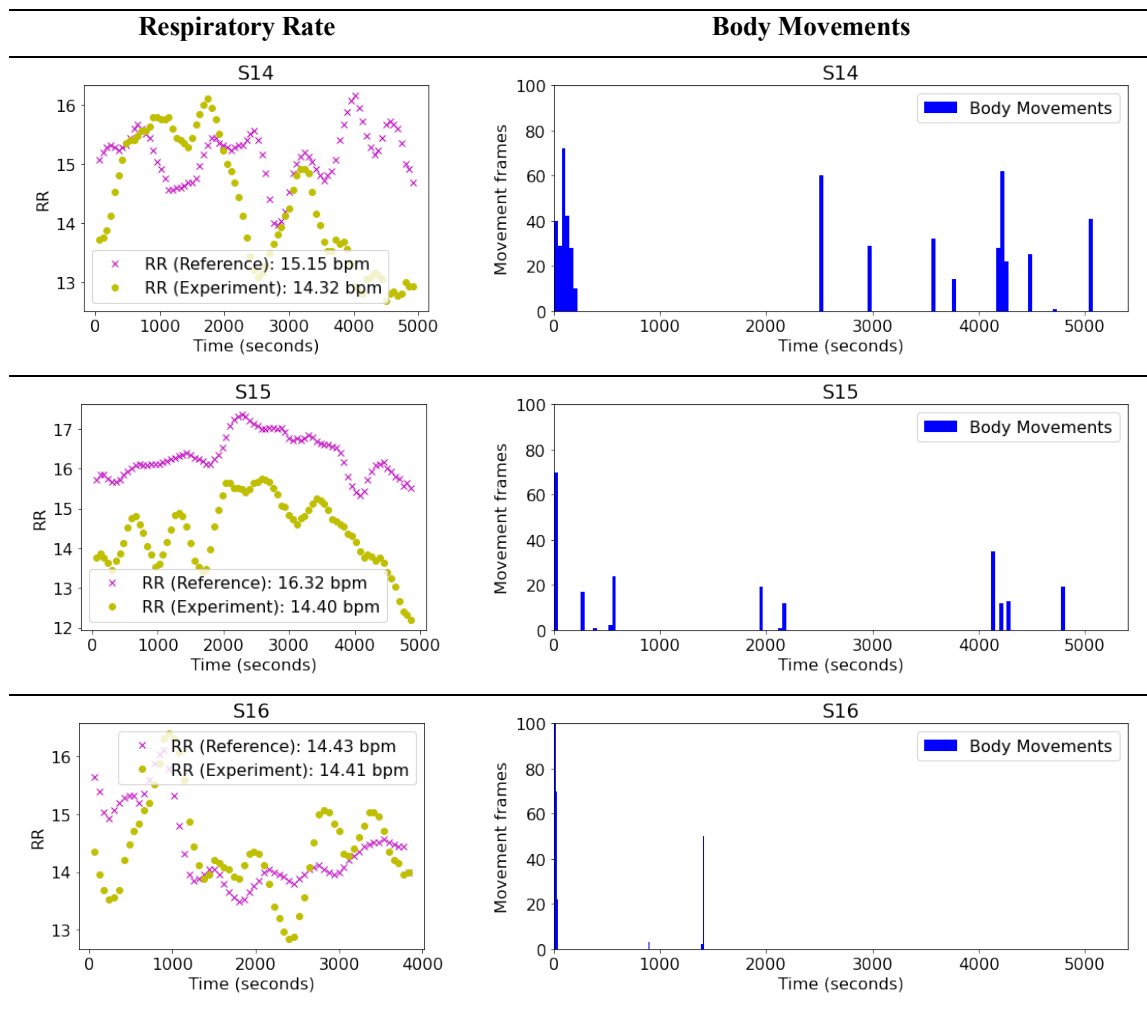 Respiratory Rate
Body Movements
S14
16
15
14
13
RR
RR (Reference): 15.15 bpm
RR (Experiment): 14.32 bpm
0 1000 2000 3000 4000 5000
Time (seconds)
S14
100
80
60
40
20
0
Movement frames
Body Movements
0 1000 2000 3000 4000 5000
Time (seconds)
S15
17
16
15
14
13
12
RR
RR (Reference): 16.32 bpm
RR (Experiment): 14.40 bpm
0 1000 2000 3000 4000 5000
Time (seconds)
S15
100
80
60
40
20
0
Movement frames
Body Movements
0 1000 2000 3000 4000 5000
Time (seconds)
S16
16
15
14
13
RR
RR (Reference): 14.43 bpm
RR (Experiment): 14.41 bpm
0 1000 2000 3000 4000
Time (seconds)
S16
100
80
60
40
20
0
Movement frames
Body Movements
0 1000 2000 3000 4000 5000
Time (seconds)